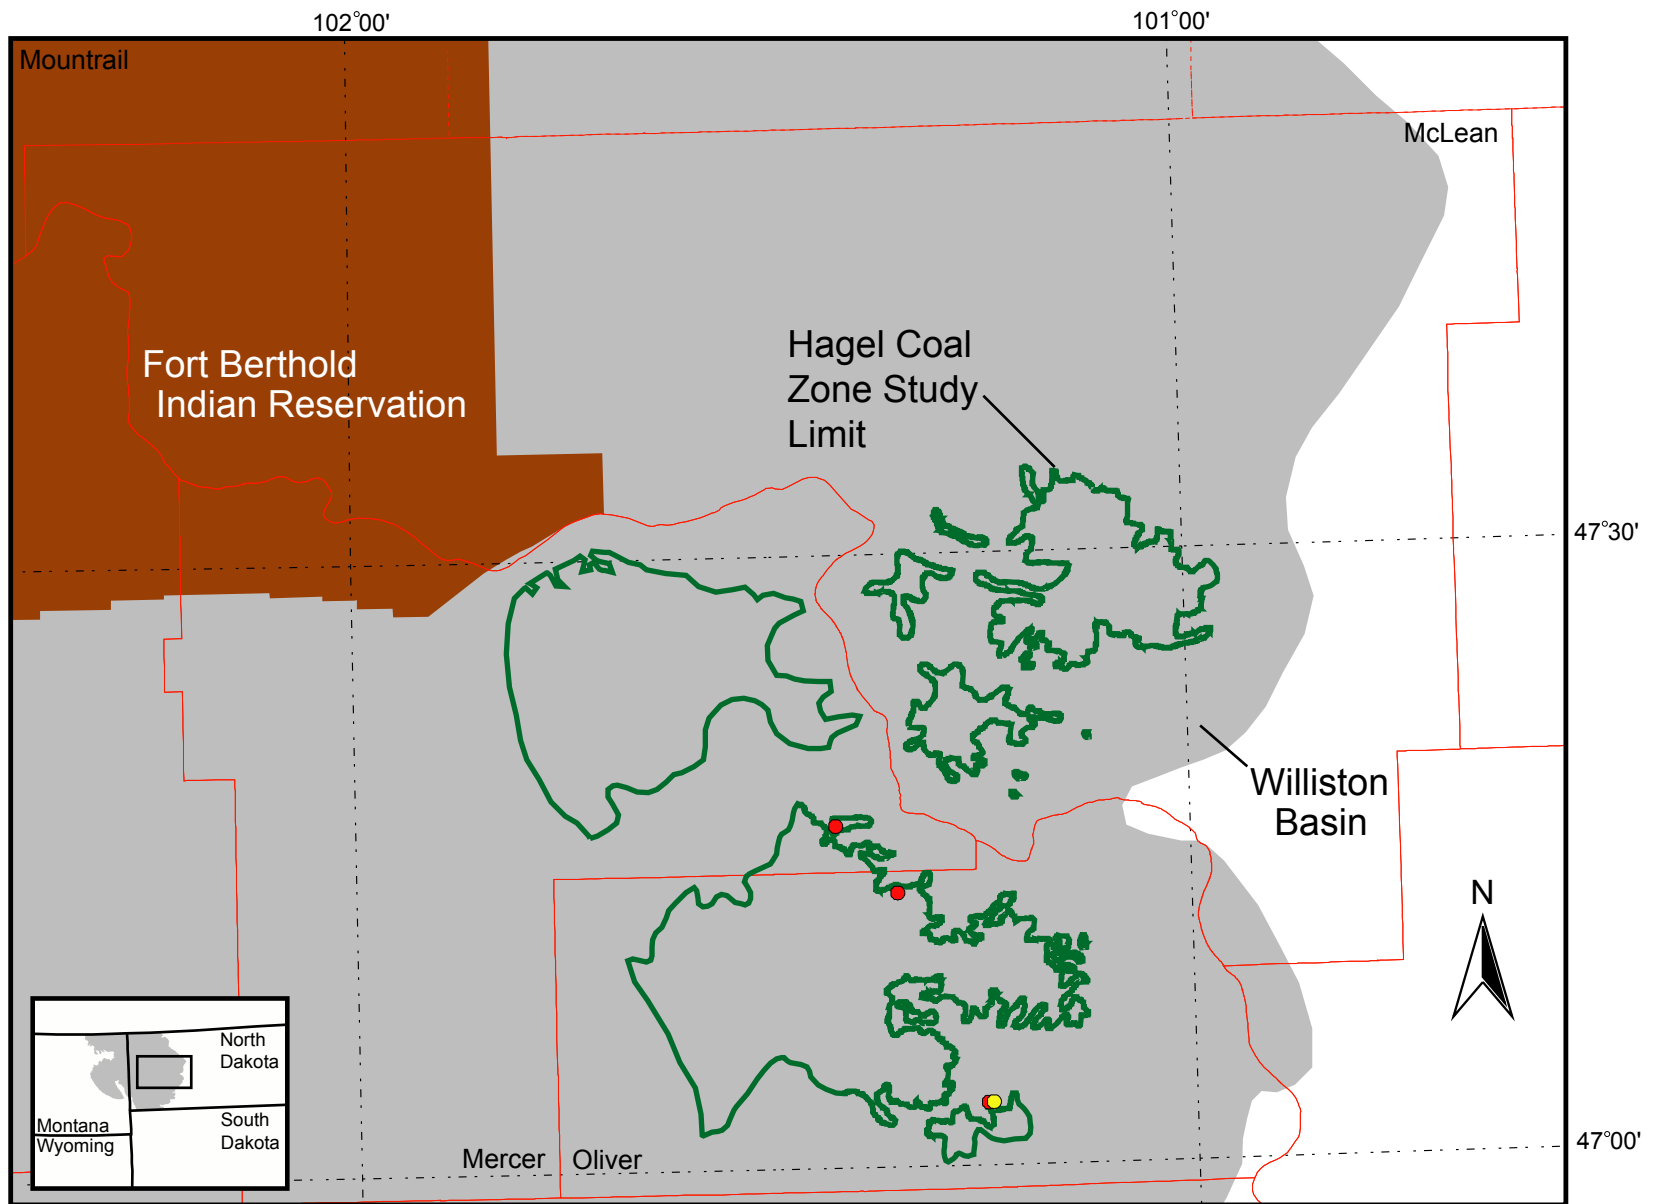 102°00'
101°00'
Mountrail
McLean
Hagel Coal
Zone Study
Limit
Fort Berthold
Indian Reservation
47°30'
Williston
Basin
N
North
Dakota
South
Dakota
Montana
Wyoming
47°00'
Mercer
Oliver